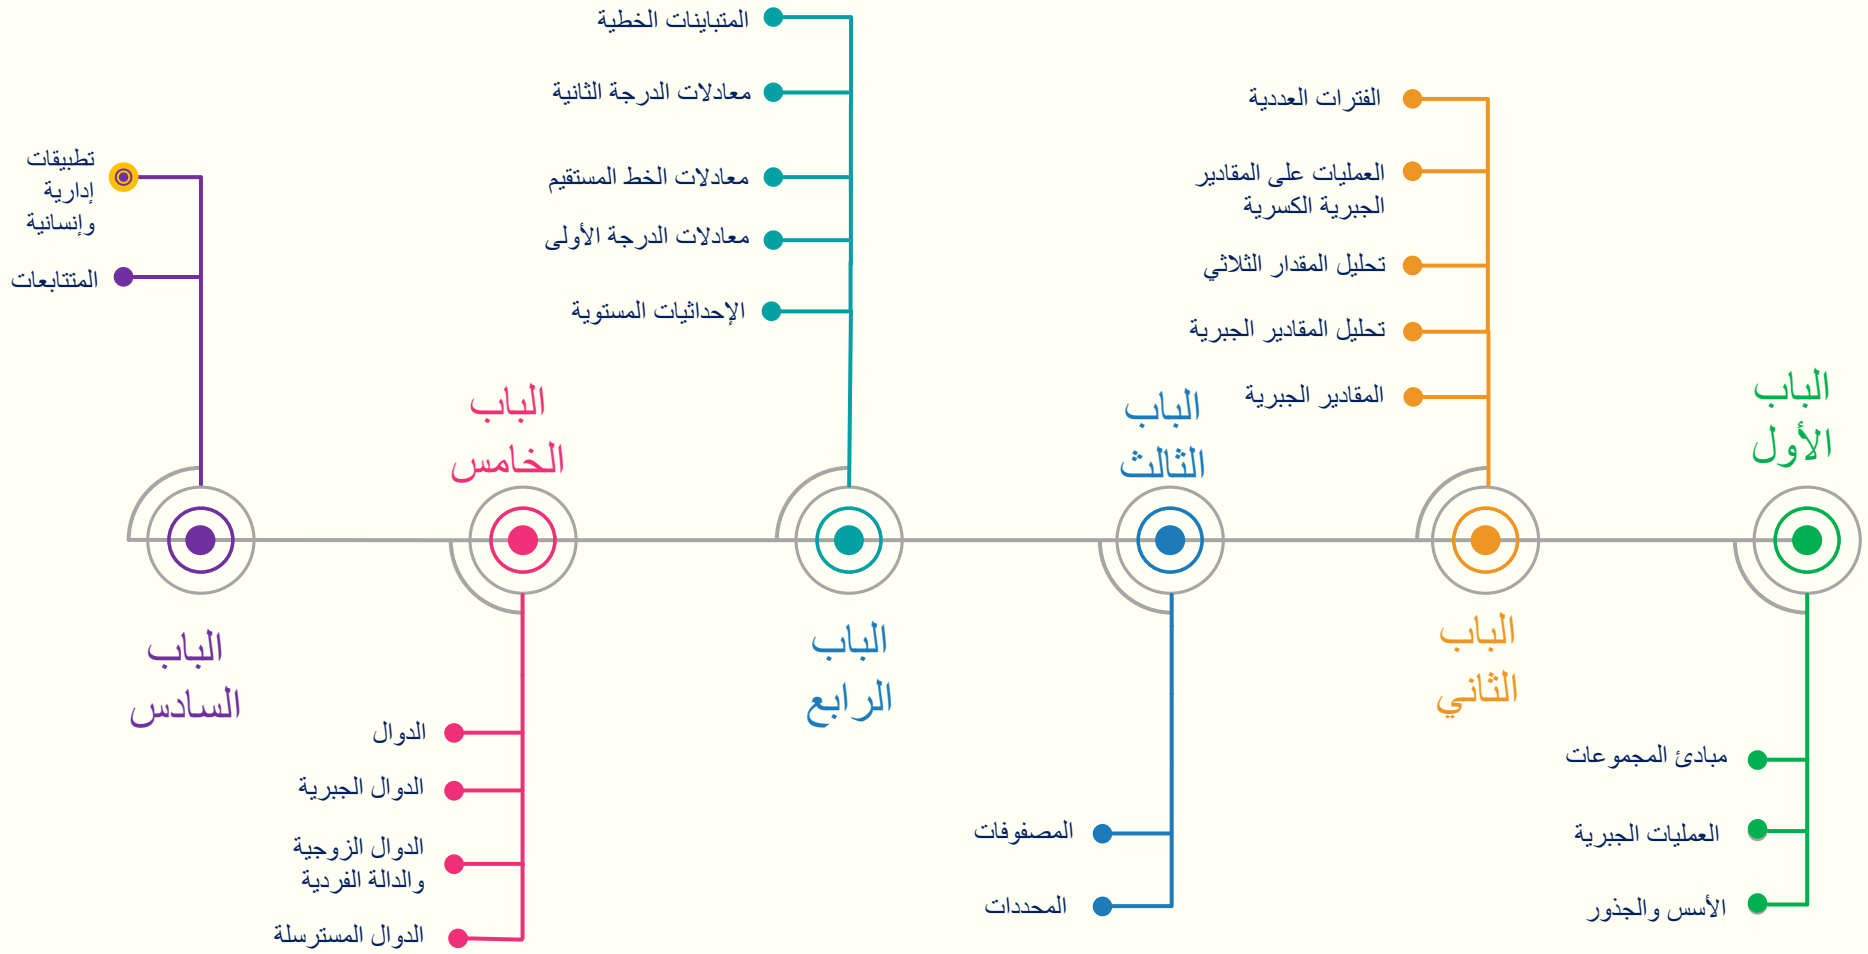 الباب
الأول
مبادئ المجموعات
العمليات الجبرية
الأسس والجذور
الفترات العددية
العمليات على المقادير
الجبرية الكسرية
تحليل المقدار الثلاثي
تحليل المقادير الجبرية
المقادير الجبرية
الباب
الثاني
الباب
الثالث
المصفوفات
المحددات
المتباينات الخطية
معادلات الدرجة الثانية
معادلات الخط المستقيم
معادلات الدرجة الأولى
الإحداثيات المستوية
الباب
الرابع
الباب
الخامس
الدوال
الدوال الجبرية
الدوال الزوجية
والدالة الفردية
الدوال المسترسلة
تطبيقات
إدارية
وإنسانية
المتتابعات
الباب
السادس